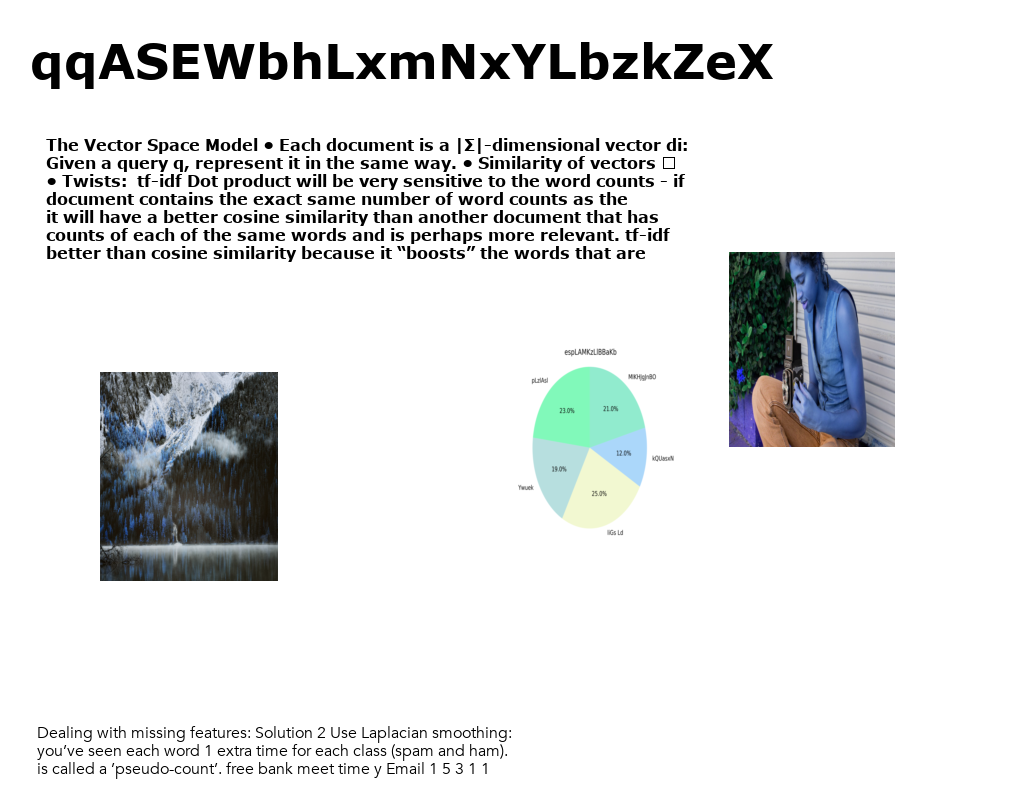 qqASEWbhLxmNxYLbzkZeX
The Vector Space Model ● Each document is a |Σ|-dimensional vector di:
Given a query q, represent it in the same way. ● Similarity of vectors □
● Twists:  tf-idf Dot product will be very sensitive to the word counts - if
document contains the exact same number of word counts as the
it will have a better cosine similarity than another document that has
counts of each of the same words and is perhaps more relevant. tf-idf
better than cosine similarity because it “boosts” the words that are
pLzlAsl
MlKHJgJnBO
23.0%
21.0%
12.0%
kQUasxN
19.0%
Ywuek
25.0%
Dealing with missing features: Solution 2 Use Laplacian smoothing:
you’ve seen each word 1 extra time for each class (spam and ham).
is called a ‘pseudo-count’. free bank meet time y Email 1 5 3 1 1